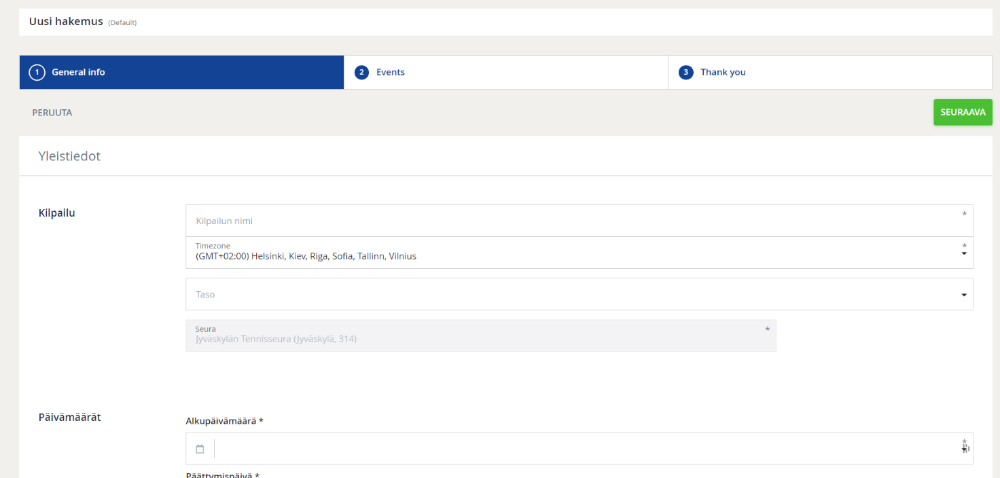 Uusi hakemus (Default)
1 General info
2 Events
3 Thank you
PERUUTA
SEURAAVA
Yleistiedot
Kilpailu
Kilpailun nimi *
Timezone *
(GMT+02:00) Helsinki, Kiev, Riga, Sofia, Tallinn, Vilnius
Taso
Seura *
Jyväskylän Tennisseura (Jyväskylä, 314)
Päivämäärät
Alkupäivämäärä *
*
Päättymispäivä *